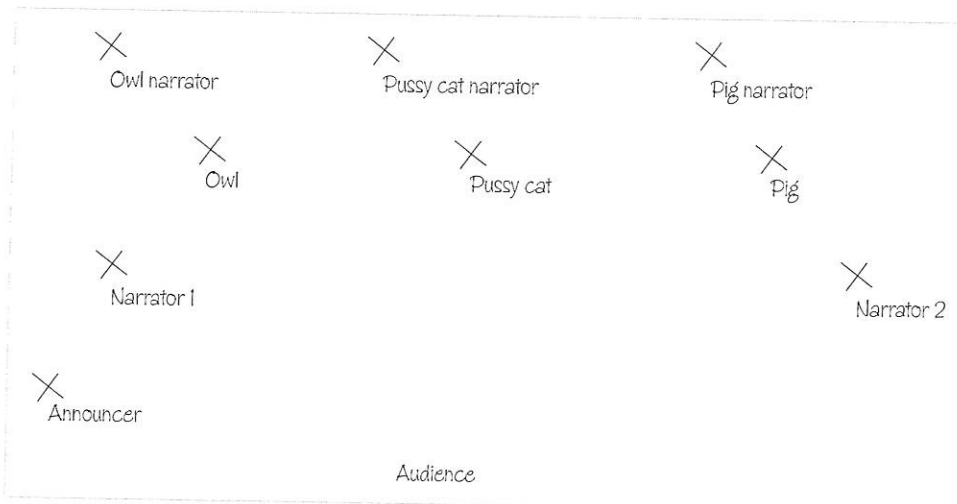 Owl narrator
Pussy cat narrator
Pig narrator
Owl
Pussy cat
Pig
Narrator 1
Narrator 2
Announcer
Audience